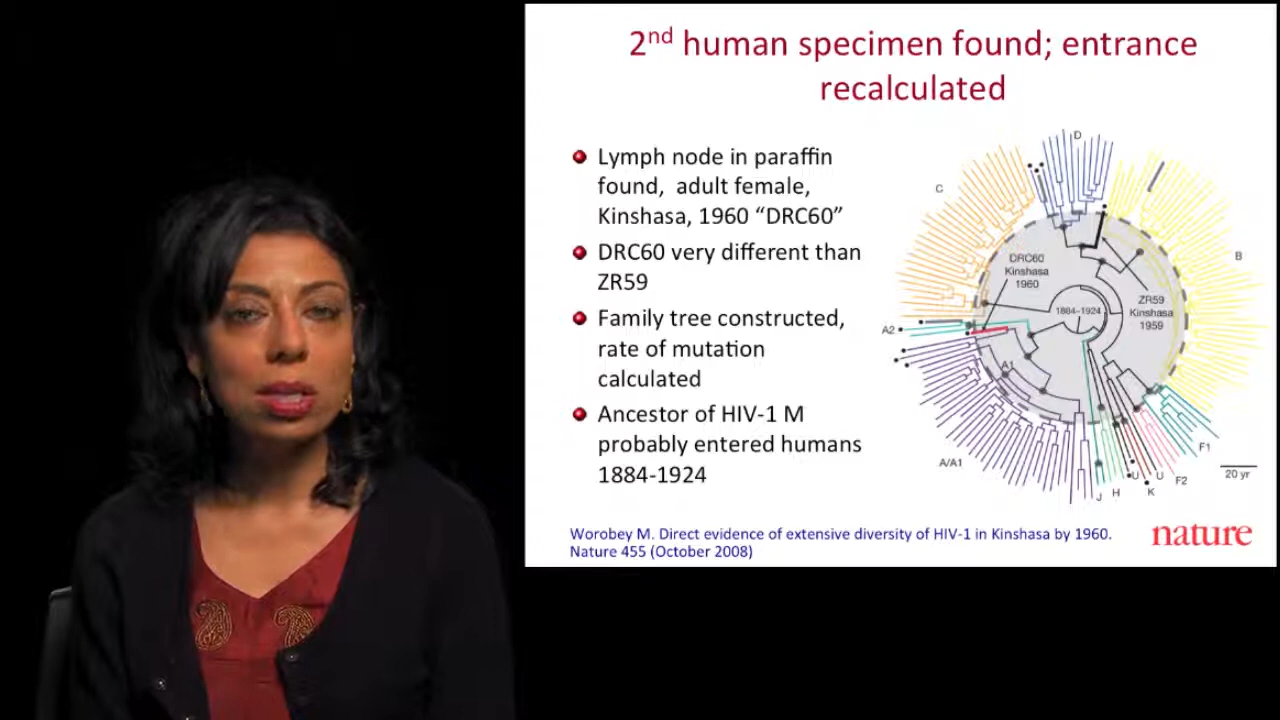 2nd human specimen found; entrance
recalculated
Lymph node in paraffin
found, adult female,
Kinshasa, 1960 “DRC60”
DRC60 very different than
ZR59
Family tree constructed,
rate of mutation
calculated
Ancestor of HIV-1 M
probably entered humans
1884-1924
D
C
B
DRC60
Kinshasa
1960
ZR59
Kinshasa
1959
1884–1924
A2
A1
A/A1
F1
F2
U
U
K
H
J
20 yr
Worobey M. Direct evidence of extensive diversity of HIV-1 in Kinshasa by 1960.
Nature 455 (October 2008)
nature